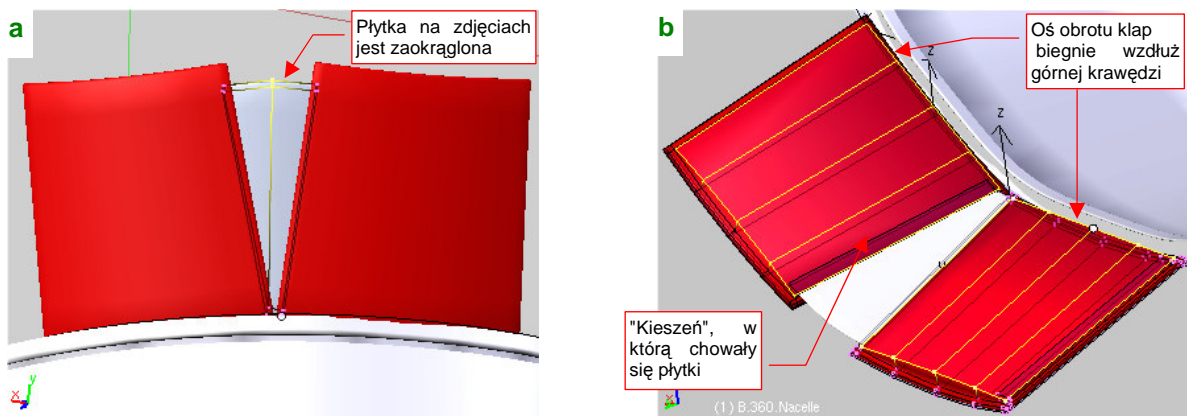 a
Płytka na zdjęciach
jest zaokrąglona
x
y
b
Oś obrotu klap
biegnie wzdłuż
górnej krawędzi
z
z
"Kieszeń", w
którą chowały
się płytki
x
(1) B.360.Nacelle